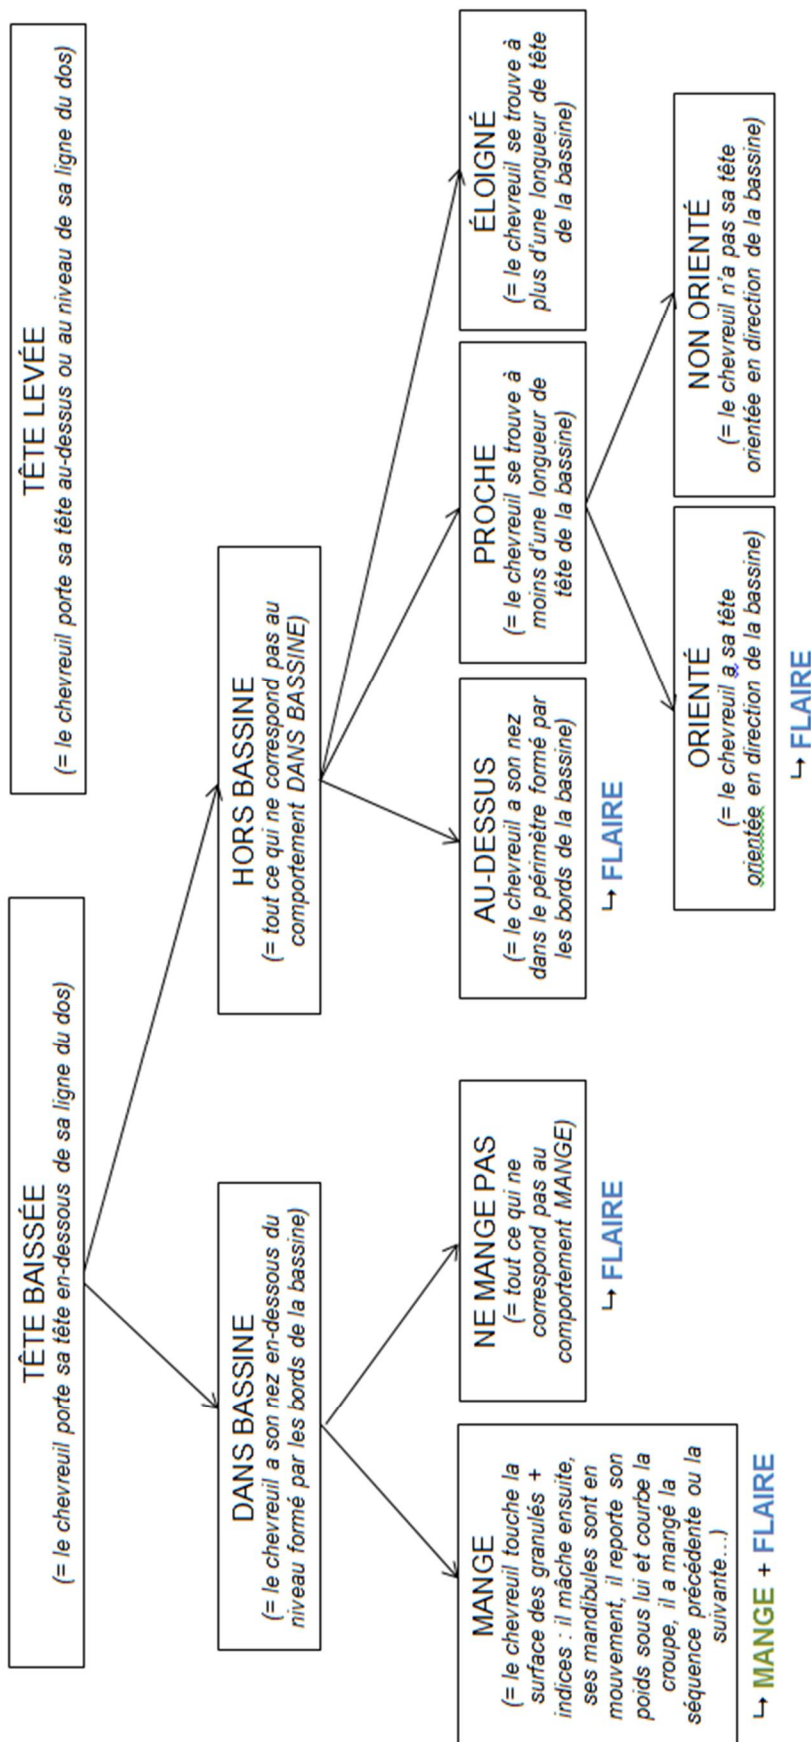 TÊTE BAISSÉE
(= le chevreuil porte sa tête en-dessous de sa ligne du dos)
TÊTE LEVÉE
(= le chevreuil porte sa tête au-dessus ou au niveau de sa ligne du dos)
DANS BASSINE
(= le chevreuil a son nez en-dessous du
niveau formé par les bords de la bassine)
HORS BASSINE
(= tout ce qui ne correspond pas au
comportement DANS BASSINE)
MANGE
(= le chevreuil touche la
surface des granulés +
indices : il mâche ensuite,
ses mandibules sont en
mouvement, il reporte son
poids sous lui et courbe la
croupe, il a mangé la
séquence précédente ou la
suivante...)
↳ MANGE + FLAIRE
NE MANGE PAS
(= tout ce qui ne
correspond pas au
comportement MANGE)
↳ FLAIRE
AU-DESSUS
(= le chevreuil a son nez
dans le périmètre formé par
les bords de la bassine)
↳ FLAIRE
PROCHE
(= le chevreuil se trouve à
moins d'une longueur de
tête de la bassine)
ÉLOIGNÉ
(= le chevreuil se trouve à
plus d'une longueur de tête
de la bassine)
ORIENTÉ
(= le chevreuil a sa tête
orientée en direction de la bassine)
↳ FLAIRE
NON ORIENTÉ
(= le chevreuil n'a pas sa tête
orientée en direction de la bassine)